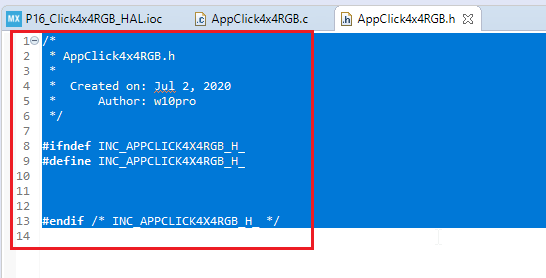 MX P16_Click4x4RGB_HAL.ioc .c AppClick4x4RGB.c .h AppClick4x4RGB.h
1 /*
2 * AppClick4x4RGB.h
3 *
4 * Created on: Jul 2, 2020
5 * Author: w10pro
6 */
7
8 #ifndef INC_APPCLICK4X4RGB_H_
9 #define INC_APPCLICK4X4RGB_H_
10
11
12
13 #endif /* INC_APPCLICK4X4RGB_H_ */
14